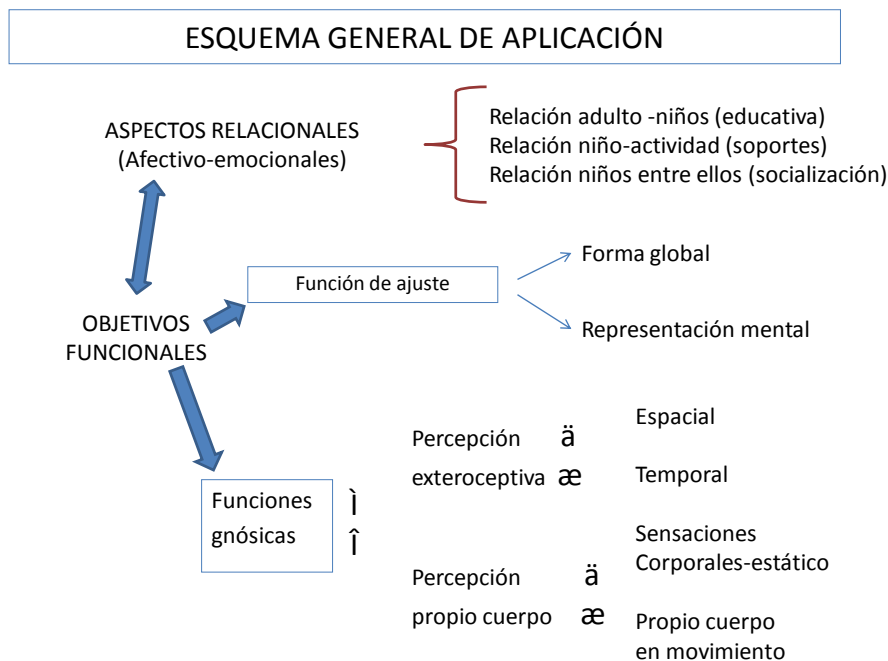 ESQUEMA GENERAL DE APLICACIÓN
ASPECTOS RELACIONALES
(Afectivo-emocionales)
Relación adulto -niños (educativa)
Relación niño-actividad (soportes)
Relación niños entre ellos (socialización)
OBJETIVOS
FUNCIONALES
Función de ajuste
Forma global
Representación mental
Funciones
gnósicas
ì
î
Percepción ä
exteroceptiva æ
Espacial
Temporal
Percepción ä
propio cuerpo æ
Sensaciones
Corporales-estático
Propio cuerpo
en movimiento